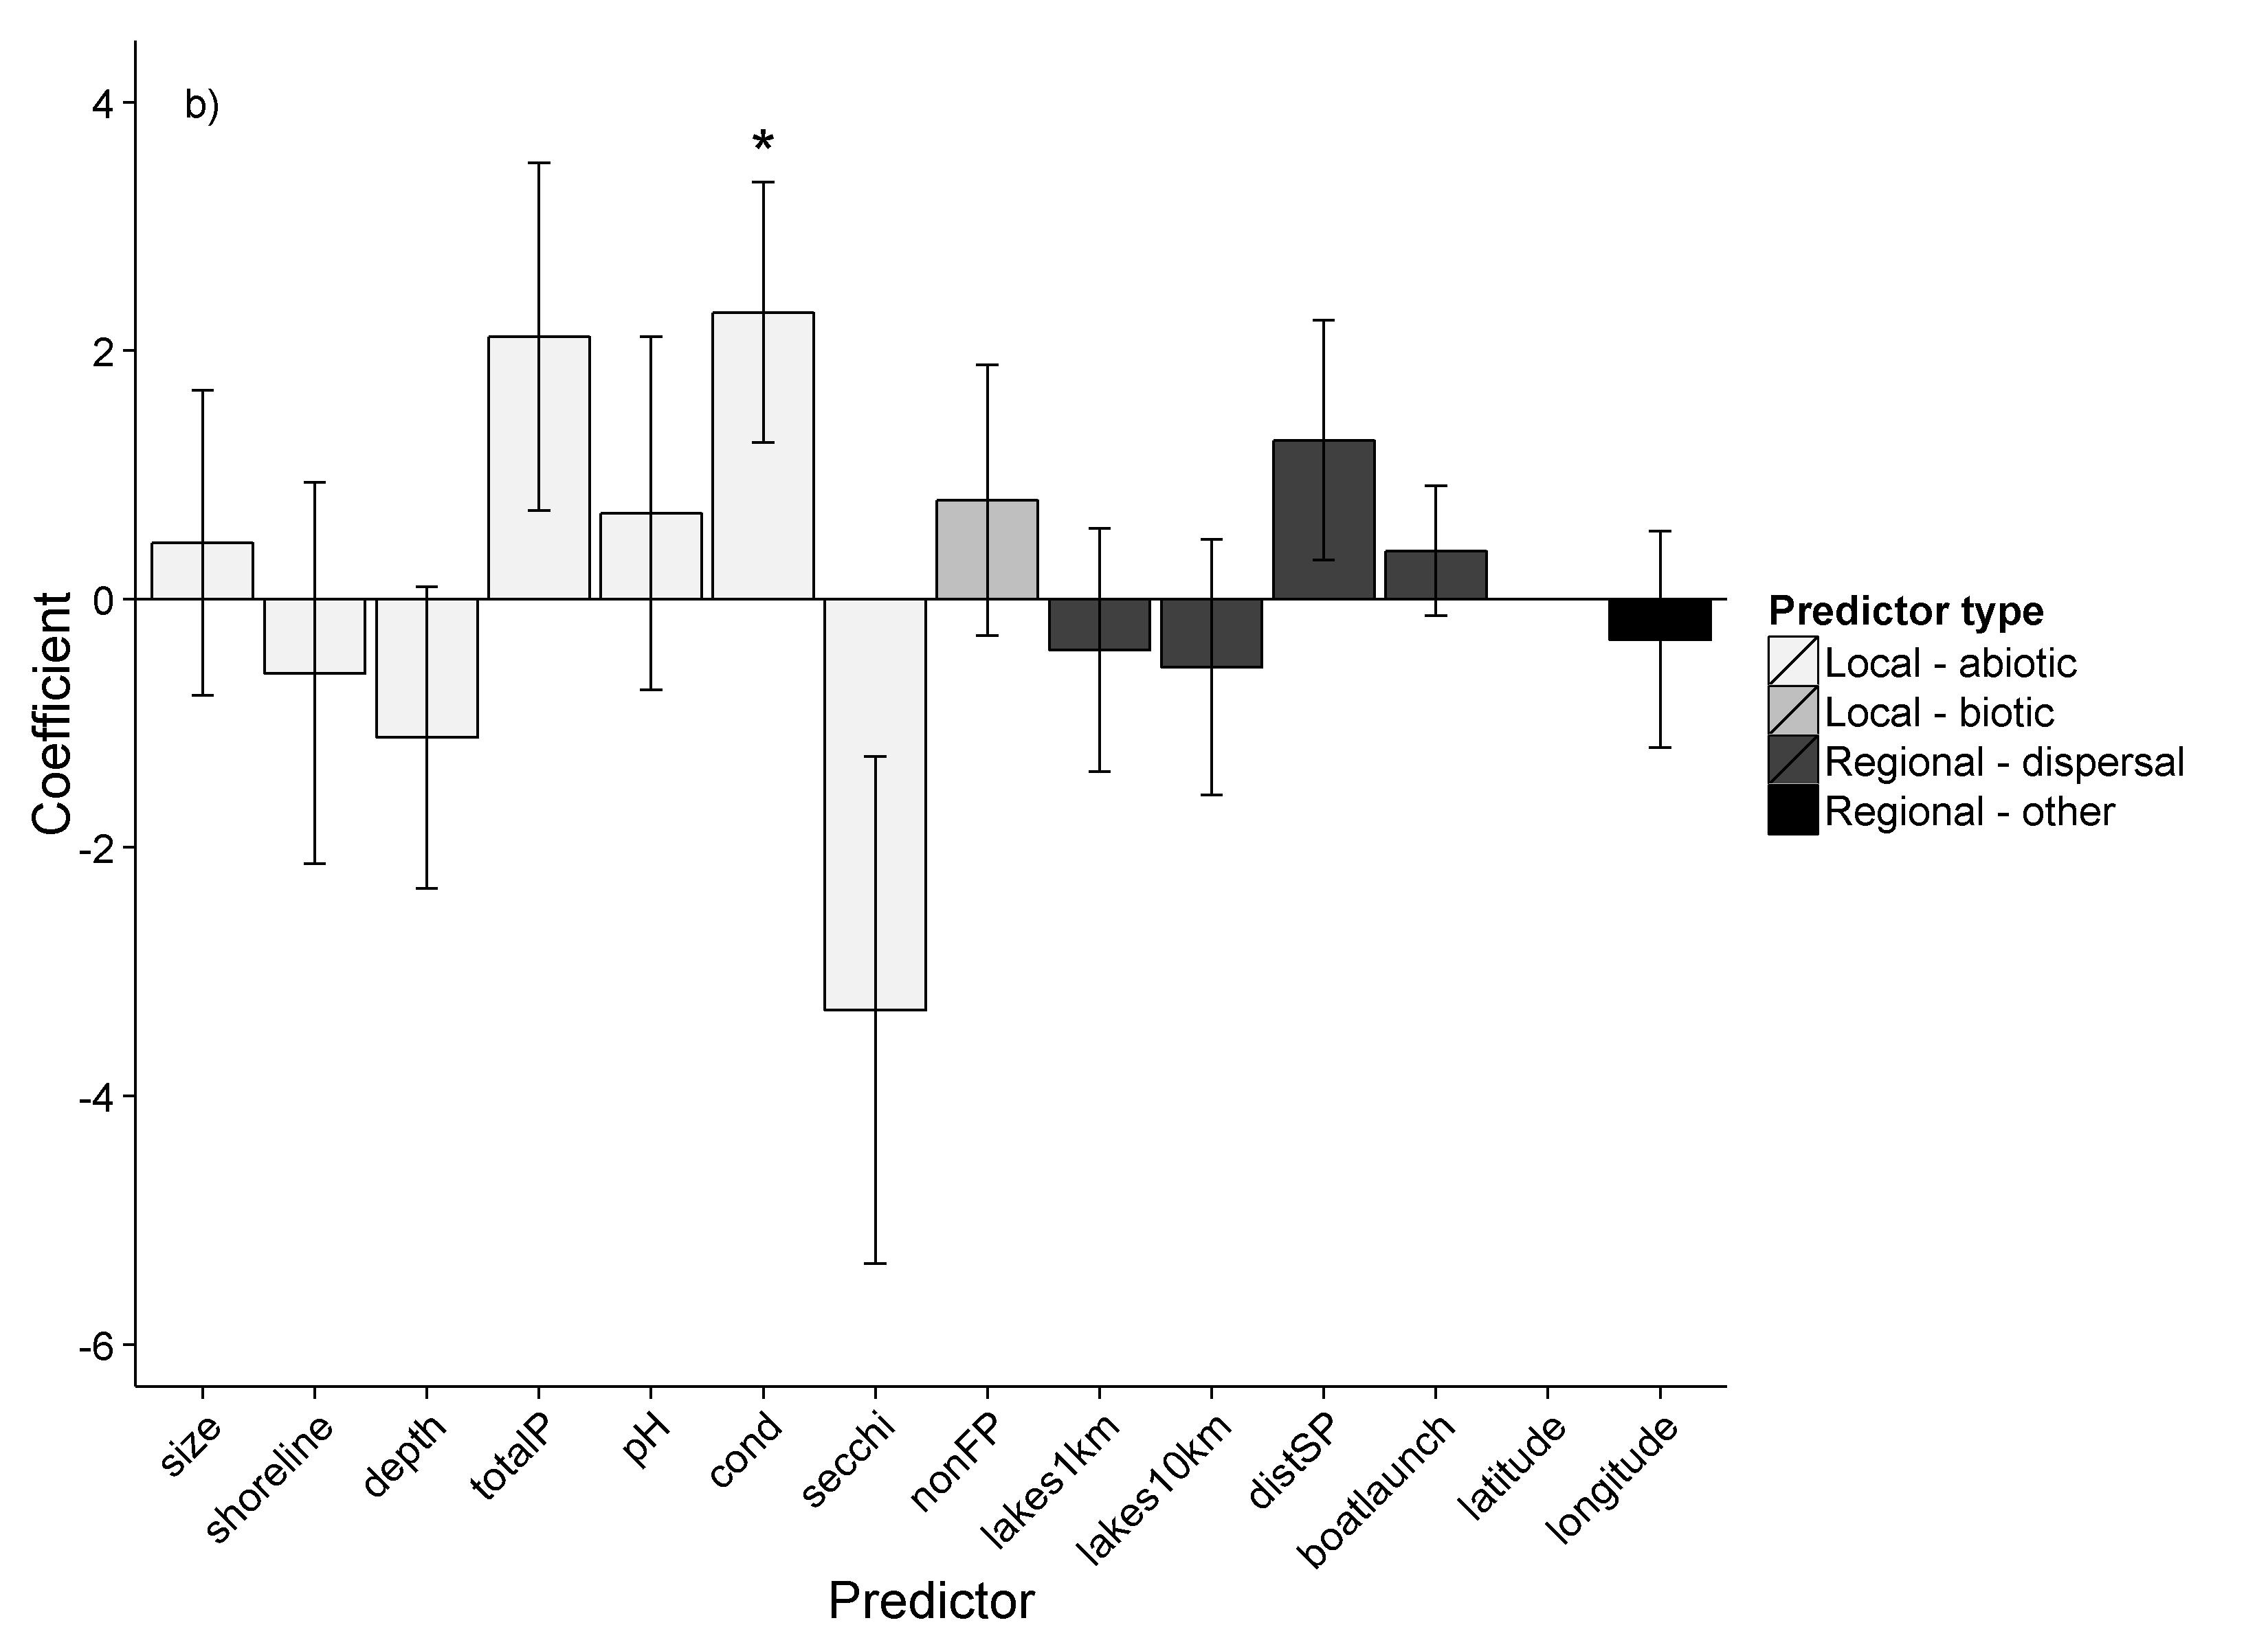 b)
*
4
2
0
-2
-4
-6
Coefficient
size
shoreline
depth
totalP
pH
cond
secchi
nonFP
lakes1km
lakes10km
distSP
boatlaunch
latitude
longitude
Predictor
Predictor type
Local - abiotic
Local - biotic
Regional - dispersal
Regional - other